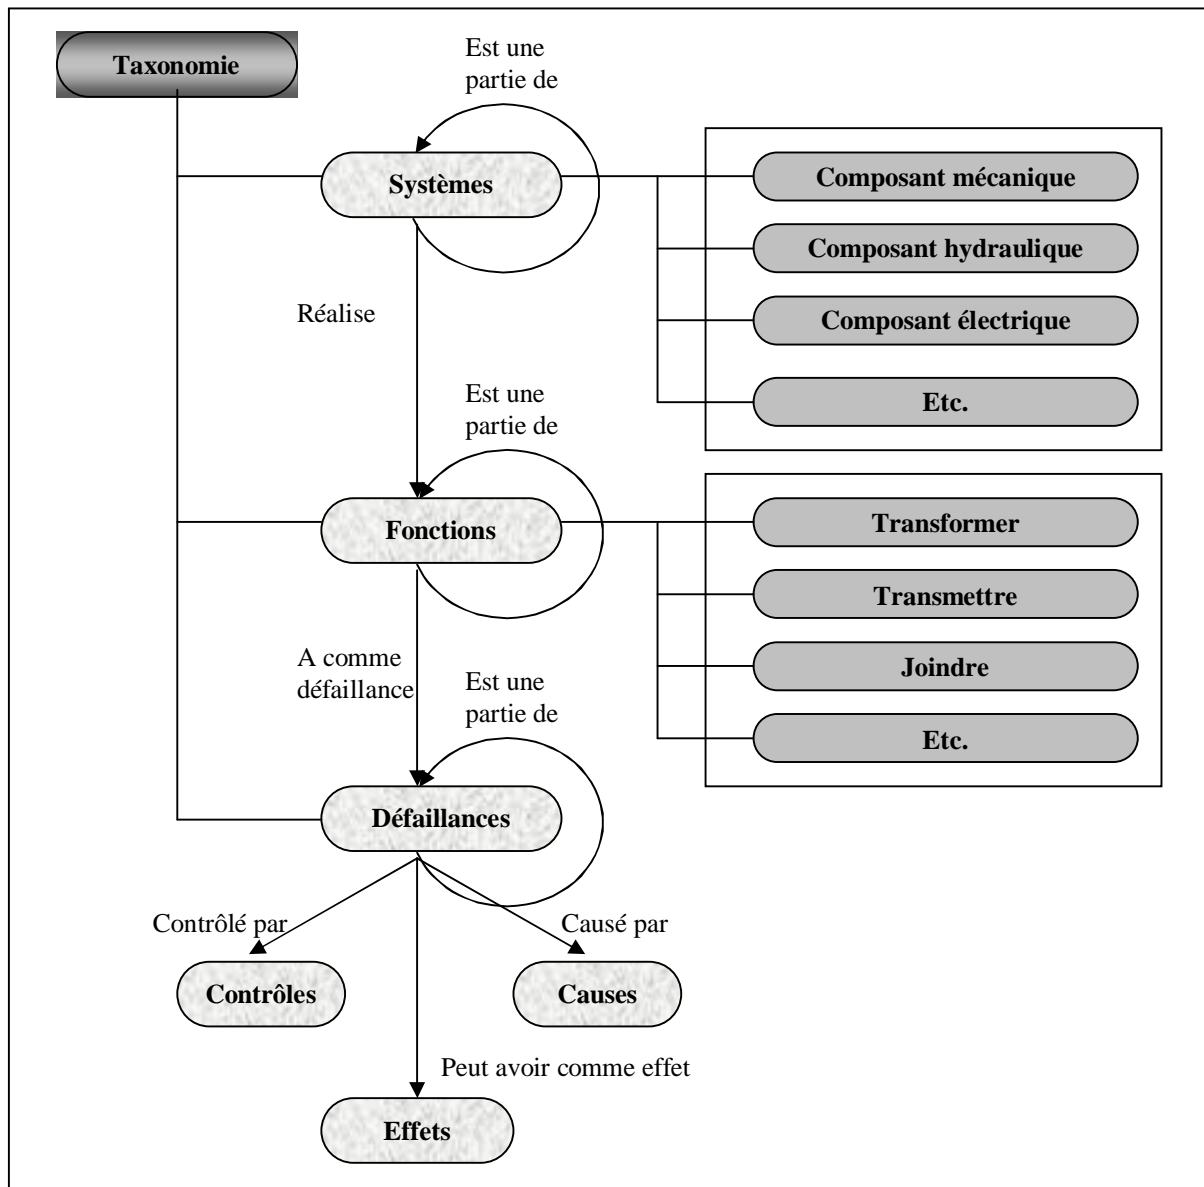 Taxonomie
Est une
partie de
Systèmes
Composant mécanique
Composant hydraulique
Composant électrique
Etc.
Réalise
Est une
partie de
Fonctions
Transformer
Transmettre
Joindre
Etc.
A comme
défaillance
Est une
partie de
Défaillances
Contrôlé par
Causé par
Contrôles
Causes
Peut avoir comme effet
Effets